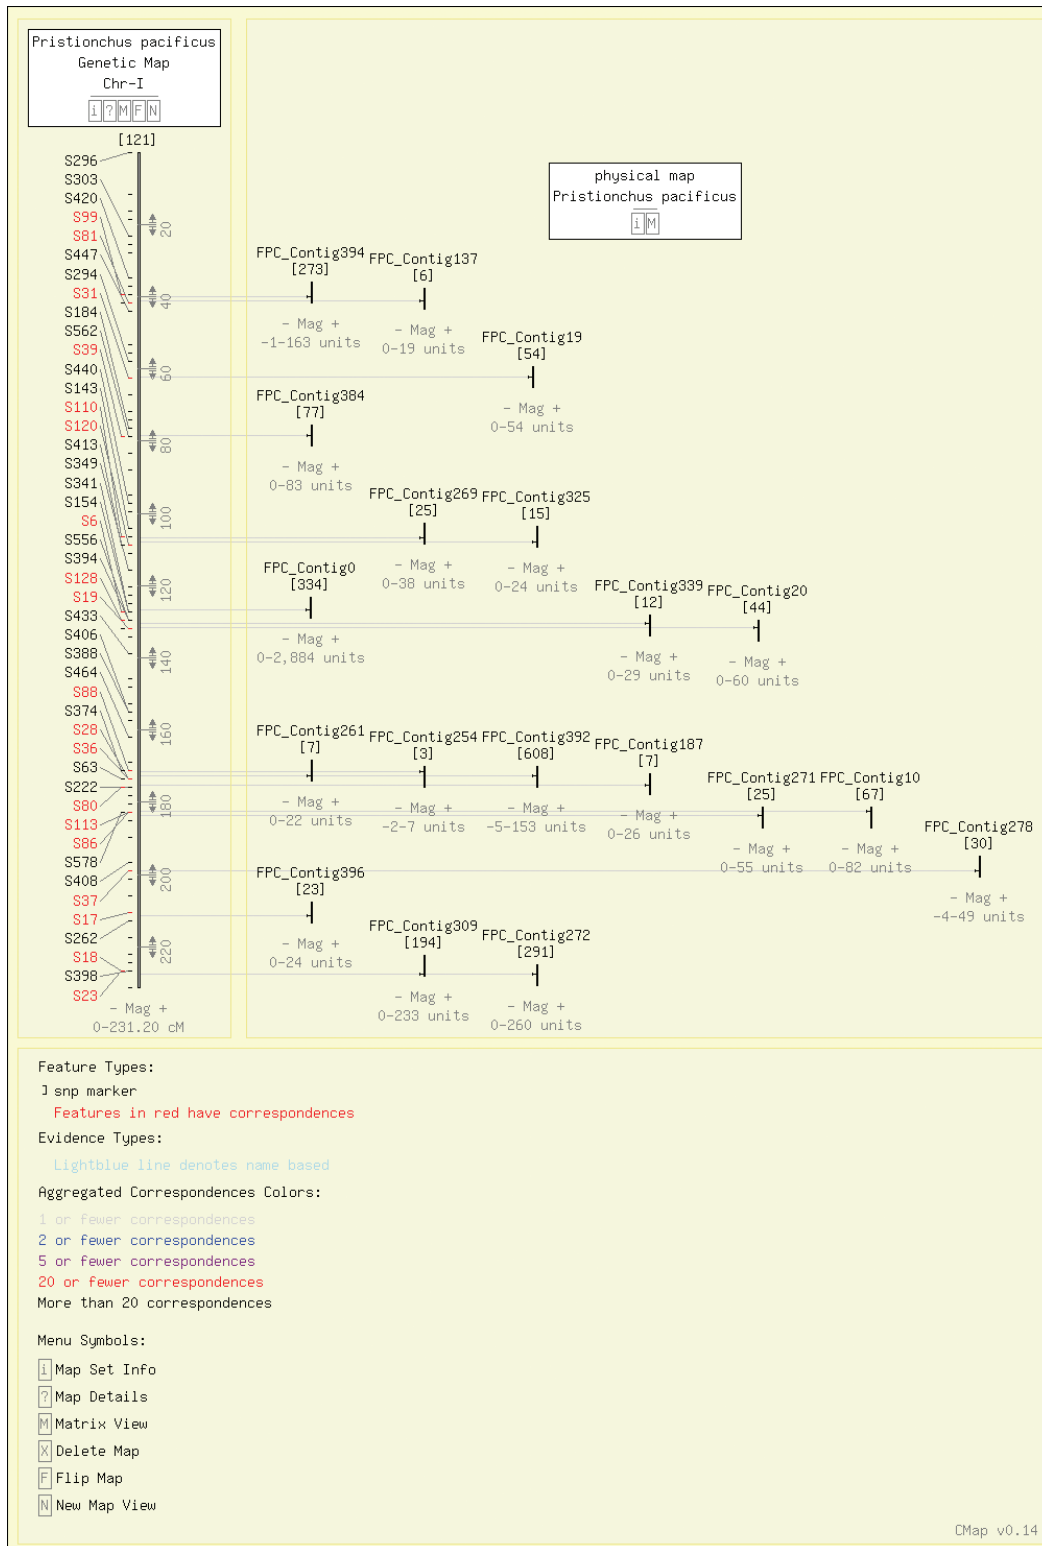 Pristionchus pacificus
Genetic Map
Chr-I
i ? M F N
[121]
S296
S303
S420
S99
S81
S447
S294
S31
S184
S562
S39
S440
S143
S110
S120
S413
S349
S341
S154
S6
S556
S394
S128
S19
S433
S406
S388
S464
S88
S374
S28
S36
S63
S222
S80
S113
S86
S578
S408
S37
S17
S262
S18
S398
S23
20
40
60
80
100
120
140
160
180
200
220
- Mag +
0-231.20 cM
physical map
Pristionchus pacificus
i M
FPC_Contig394
[273]
- Mag +
-1-163 units
FPC_Contig137
[6]
- Mag +
0-19 units
FPC_Contig19
[54]
- Mag +
0-54 units
FPC_Contig384
[77]
- Mag +
0-83 units
FPC_Contig269
[25]
- Mag +
0-38 units
FPC_Contig325
[15]
- Mag +
0-24 units
FPC_Contig0
[334]
- Mag +
0-2,884 units
FPC_Contig339
[12]
- Mag +
0-29 units
FPC_Contig20
[44]
- Mag +
0-60 units
FPC_Contig261
[7]
- Mag +
0-22 units
FPC_Contig254
[3]
- Mag +
-2-7 units
FPC_Contig392
[608]
- Mag +
-5-153 units
FPC_Contig187
[7]
- Mag +
0-26 units
FPC_Contig271
[25]
- Mag +
0-55 units
FPC_Contig10
[67]
- Mag +
0-82 units
FPC_Contig278
[30]
- Mag +
-4-49 units
FPC_Contig396
[23]
- Mag +
0-24 units
FPC_Contig309
[194]
- Mag +
0-233 units
FPC_Contig272
[291]
- Mag +
0-260 units
Feature Types:
snp marker
Features in red have correspondences
Evidence Types:
Lightblue line denotes name based
Aggregated Correspondences Colors:
1 or fewer correspondences
2 or fewer correspondences
5 or fewer correspondences
20 or fewer correspondences
More than 20 correspondences
Menu Symbols:
i Map Set Info
? Map Details
M Matrix View
X Delete Map
F Flip Map
N New Map View
CMap v0.14